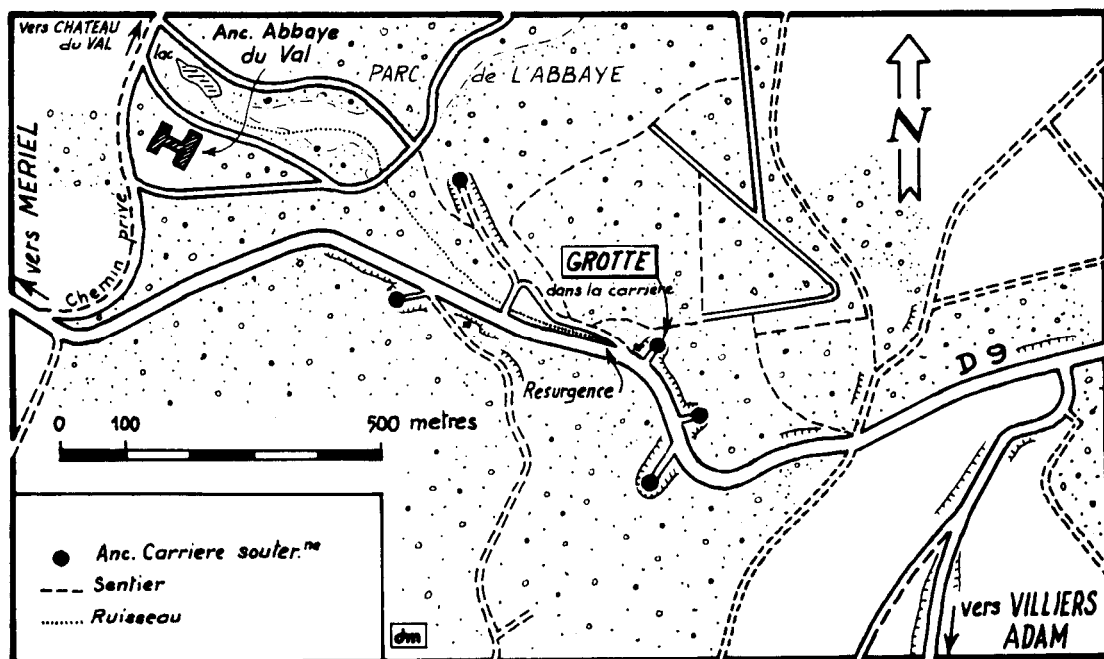 vers CHATEAU
du VAL
lac
Anc. Abbaye
du Val
PARC de L'ABBAYE
N
vers MERIEL
Chemin privé
GROTTE
dans la carrière
Resurgence
D 9
0 100 500 metres
Anc. Carriere souter.ne
Sentier
Ruisseau
dm
vers VILLIERS
ADAM